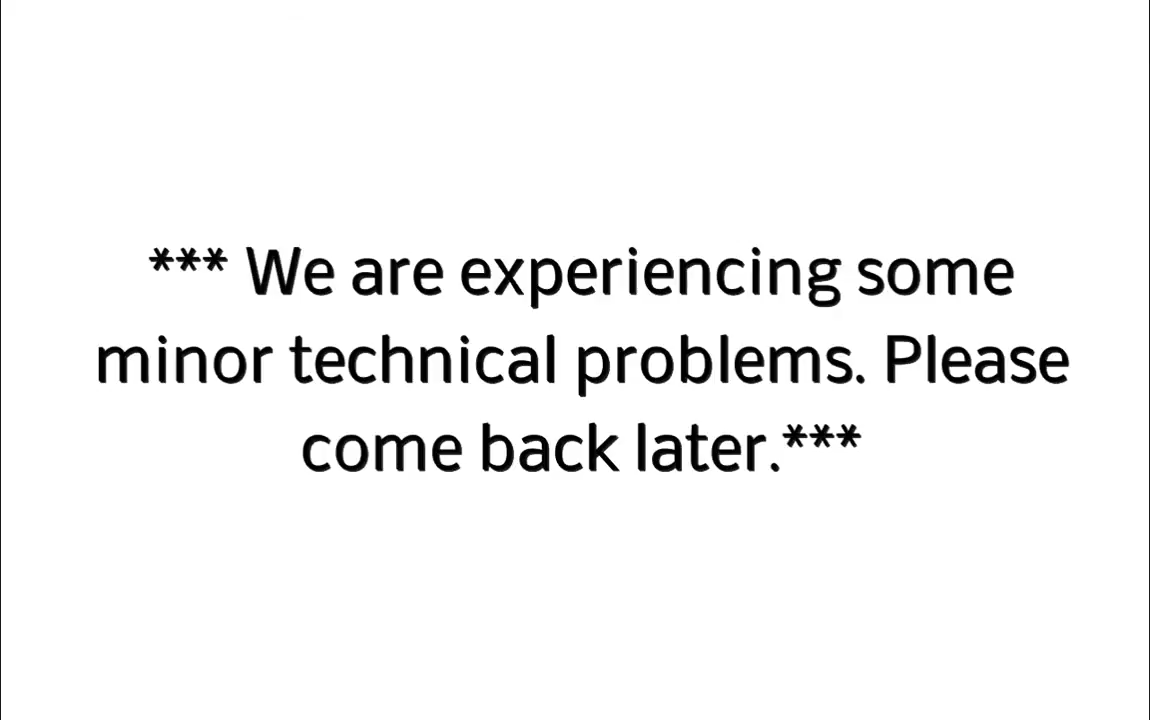 *** We are experiencing some
minor technical problems. Please
come back later.***